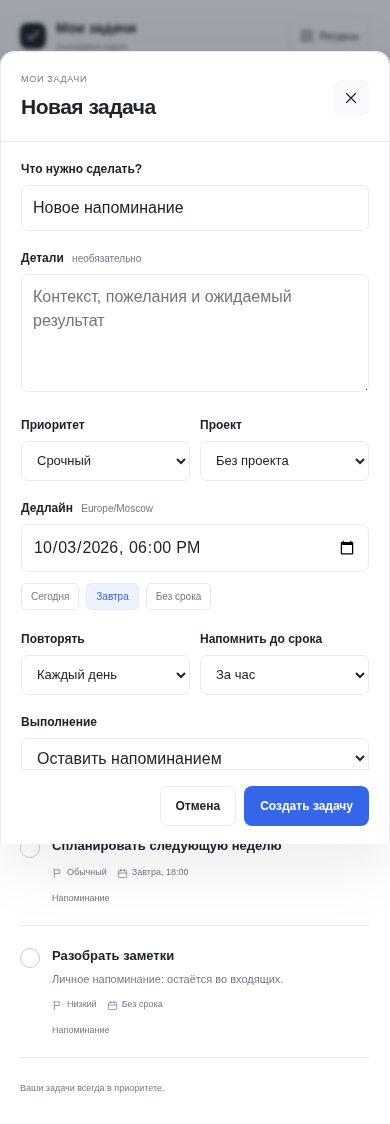 Мои задачи
Ресурсы
МОИ ЗАДАЧИ
Новая задача
Что нужно сделать?
Новое напоминание
Детали необязательно
Контекст, пожелания и ожидаемый
результат
Приоритет Проект
Срочный Без проекта
Дедлайн Europe/Moscow
10/03/2026, 06:00 PM
Сегодня Завтра Без срока
Повторять Напомнить до срока
Каждый день За час
Выполнение
Оставить напоминанием
Отмена Создать задачу
Спланировать следующую неделю
Обычный Завтра, 18:00
Напоминание
Разобрать заметки
Личное напоминание: остаётся во входящих.
Низкий Без срока
Напоминание
Ваши задачи всегда в приоритете.